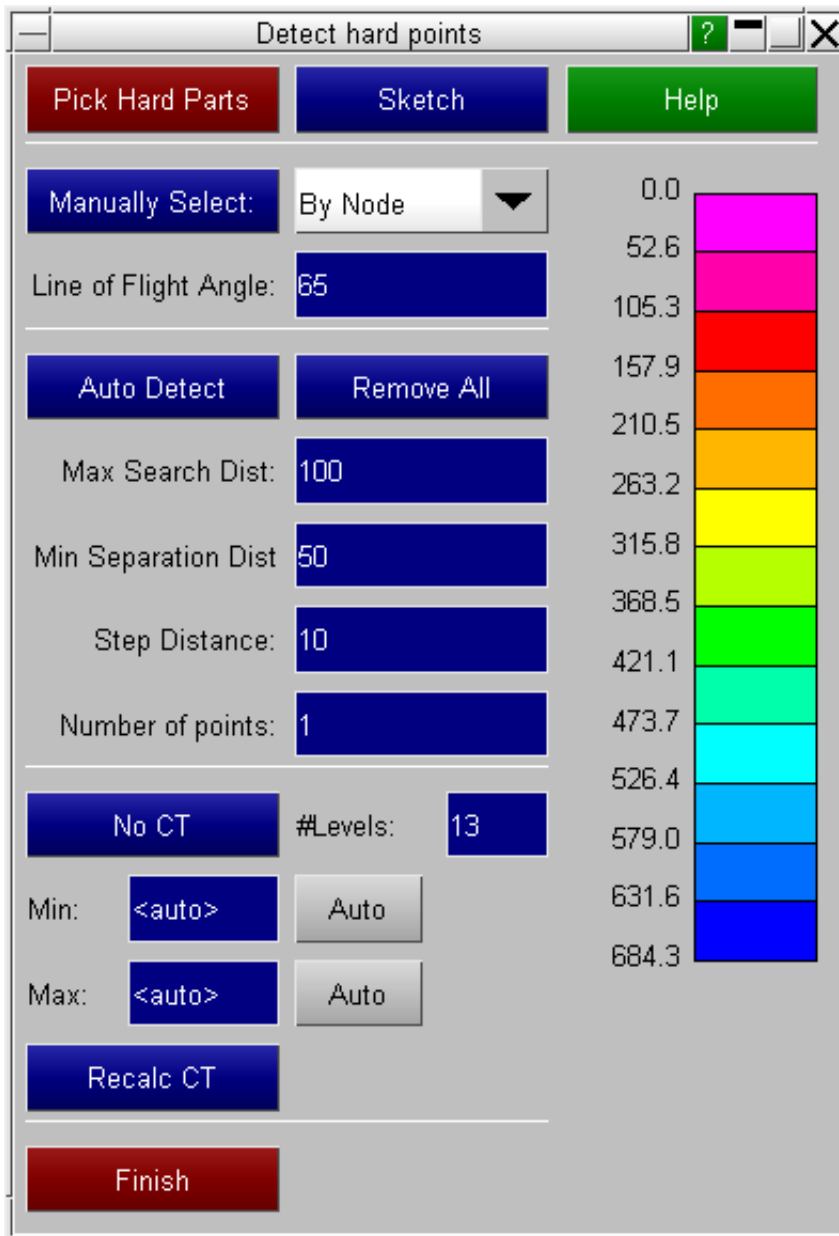 Detect hard points ?
Pick Hard Parts Sketch Help
Manually Select: By Node
Line of Flight Angle: 65
Auto Detect Remove All
Max Search Dist: 100
Min Separation Dist 50
Step Distance: 10
Number of points: 1
No CT #Levels: 13
Min: <auto> Auto
Max: <auto> Auto
Recalc CT
Finish
0.0
52.6
105.3
157.9
210.5
263.2
315.8
368.5
421.1
473.7
526.4
579.0
631.6
684.3